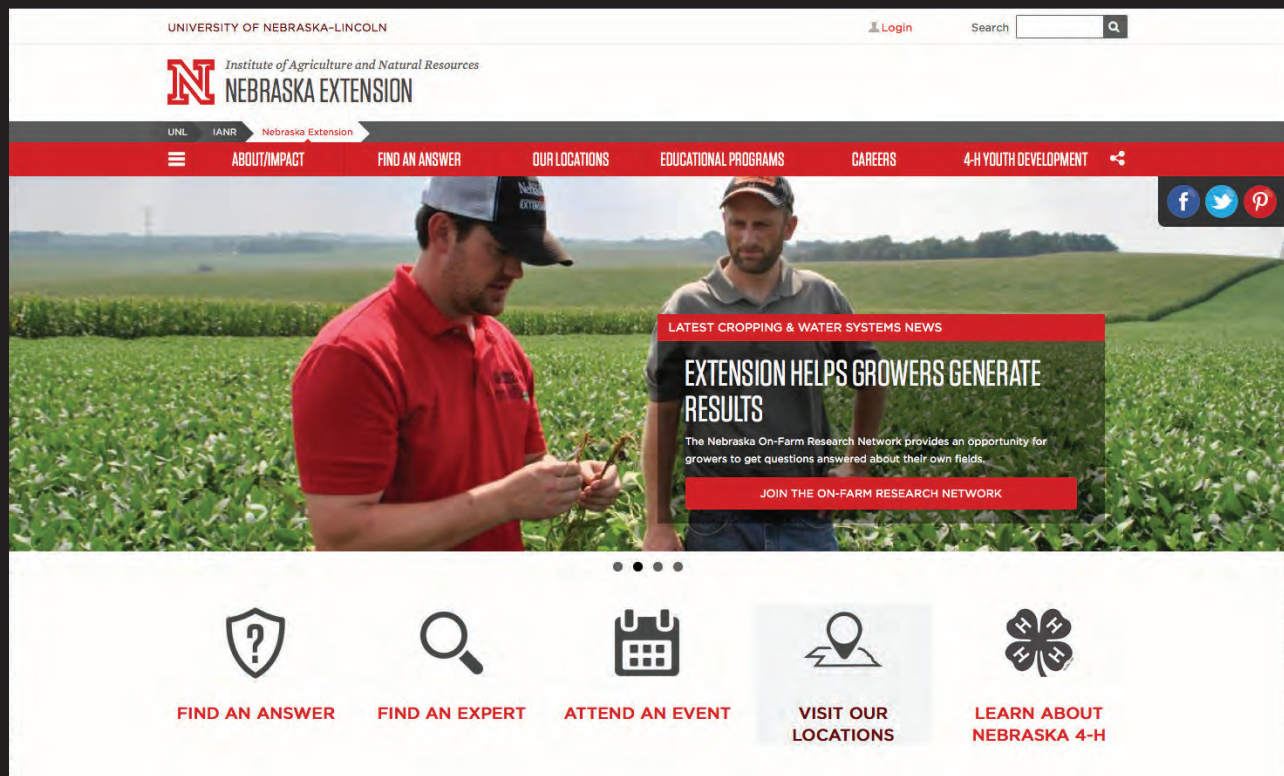 UNIVERSITY OF NEBRASKA–LINCOLN
Login
Search
N
Institute of Agriculture and Natural Resources
NEBRASKA EXTENSION
UNL
IANR
Nebraska Extension
ABOUT/IMPACT
FIND AN ANSWER
OUR LOCATIONS
EDUCATIONAL PROGRAMS
CAREERS
4-H YOUTH DEVELOPMENT
LATEST CROPPING & WATER SYSTEMS NEWS
EXTENSION HELPS GROWERS GENERATE
RESULTS
The Nebraska On-Farm Research Network provides an opportunity for
growers to get questions answered about their own fields.
JOIN THE ON-FARM RESEARCH NETWORK
FIND AN ANSWER
FIND AN EXPERT
ATTEND AN EVENT
VISIT OUR
LOCATIONS
H H
H H
LEARN ABOUT
NEBRASKA 4-H